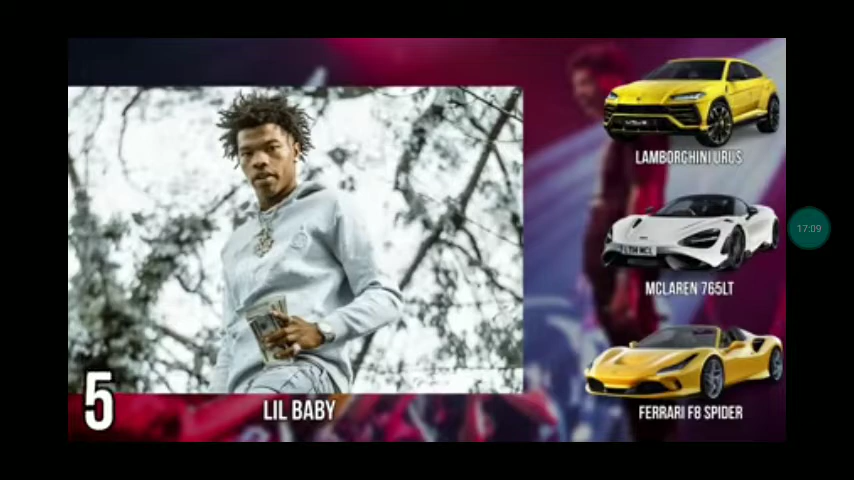 LAMBORGHINI URUS
MCLAREN 765LT
FERRARI F8 SPIDER
5
LIL BABY
17:09